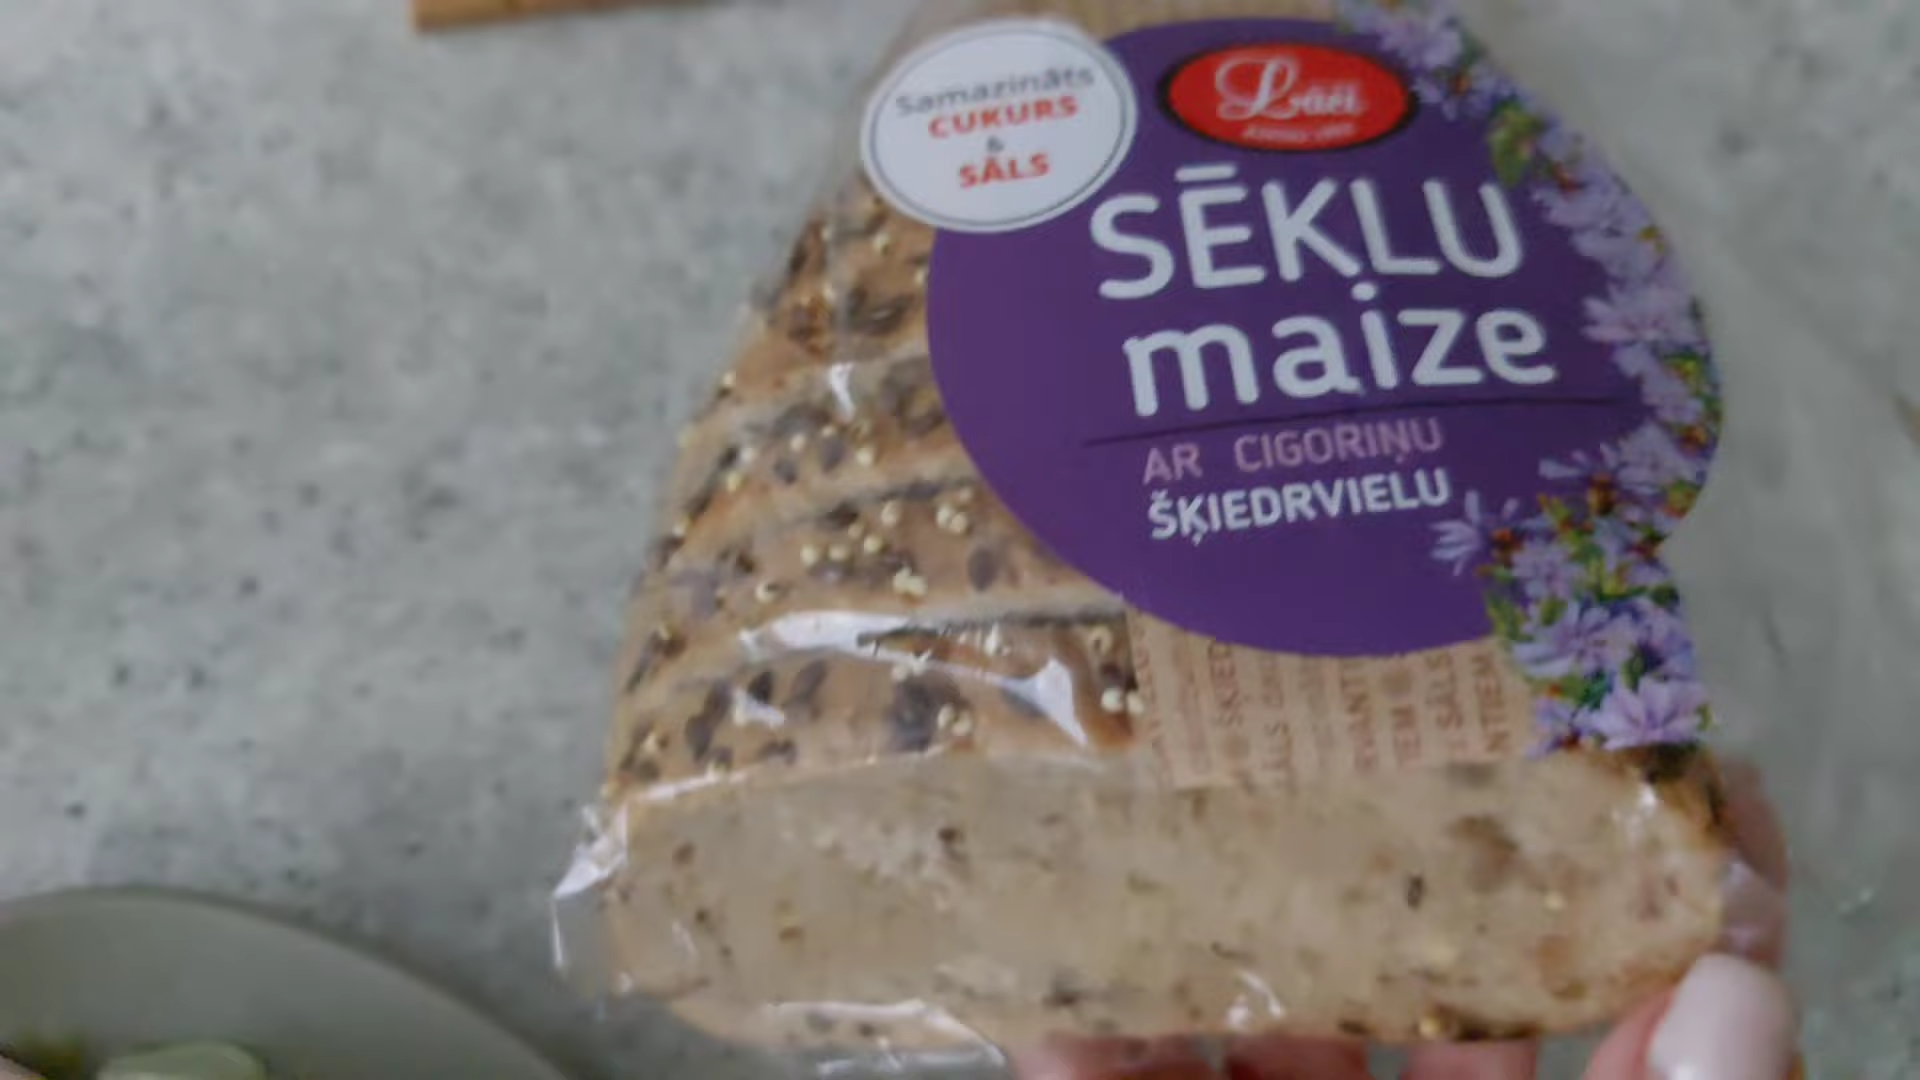 Samazināts
CUKURS
&
SĀLS
Lāči
SĒKLU
maize
AR CIGORIŅU
ŠĶIEDRVIELU